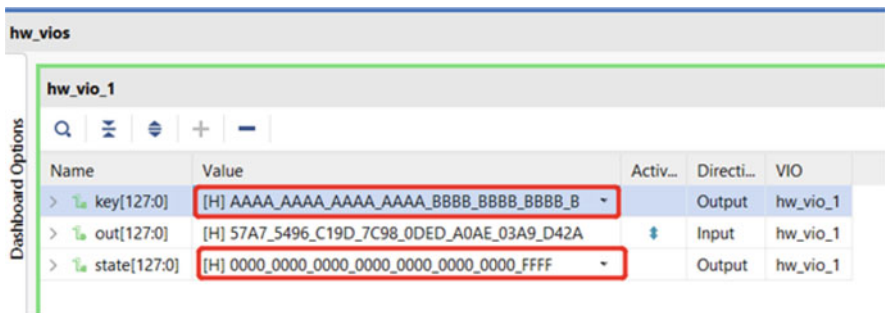 hw_vios
Dashboard Options
hw_vio_1
Name Value Activ... Directi... VIO
key[127:0] [H] AAAA_AAAA_AAAA_AAAA_BBBB_BBBB_BBBB_B Output hw_vio_1
out[127:0] [H] 57A7_5496_C19D_7C98_0DED_A0AE_03A9_D42A Input hw_vio_1
state[127:0] [H] 0000_0000_0000_0000_0000_0000_0000_FFFF Output hw_vio_1